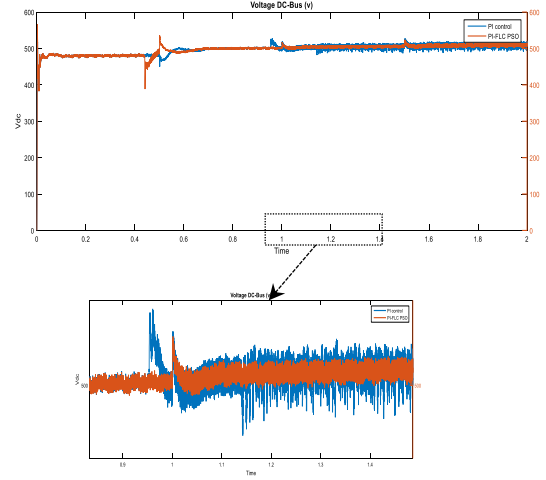 Voltage DC-Bus (v)
600 600
PI control
PI-FLC PSO
500 500
400 400
Vdc
300 300
200 200
100 100
0 0
0 0.2 0.4 0.6 0.8 1 1.2 1.4 1.6 1.8 2
Time
Voltage DC-Bus (v)
PI control
PI-FLC PSO
Vdc
500 500
0.9 1 1.1 1.2 1.3 1.4
Time